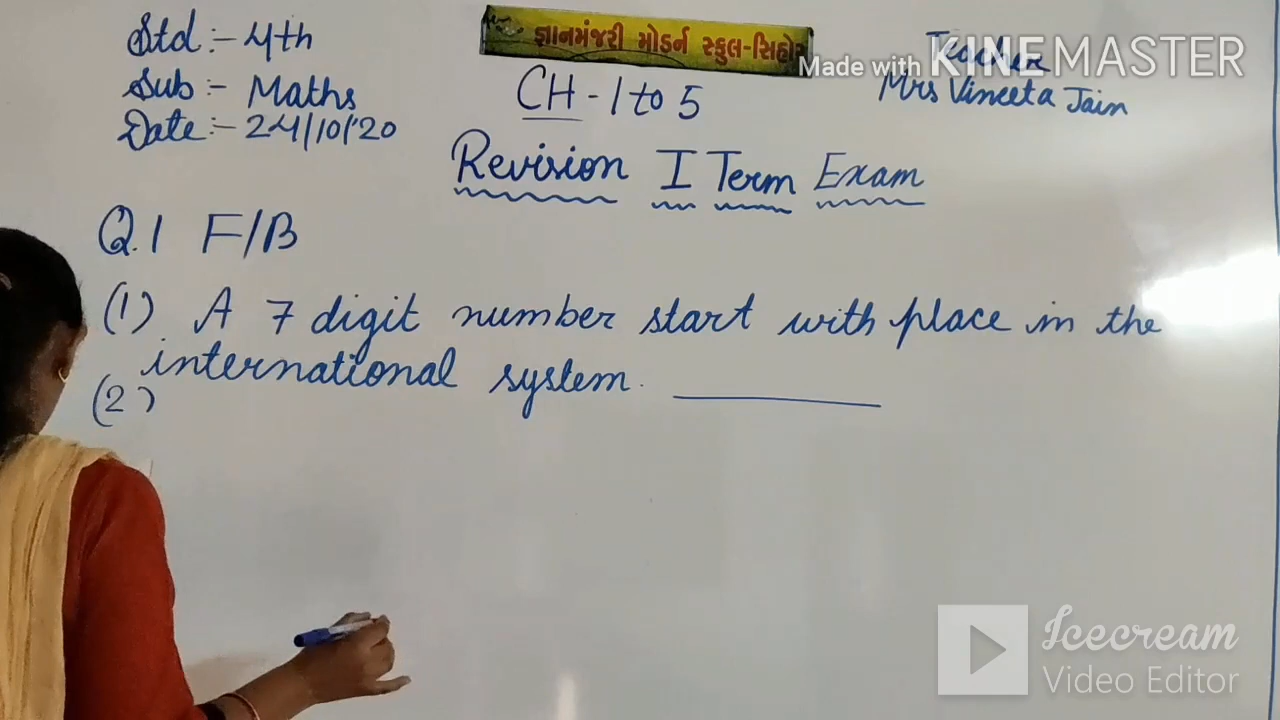 Std :- 4th
Sub :- Maths
Date :- 24/10/'20
જ્ઞાનમંજરી મોડર્ન સ્કુલ-સિહોર
Made with KINEMASTER
Teacher
Mrs Vineeta Jain
CH - 1 to 5
Revision I Term Exam
Q.1 F/B
(1) A 7 digit number start with place in the
international system. ________
(2)
Icecream
Video Editor